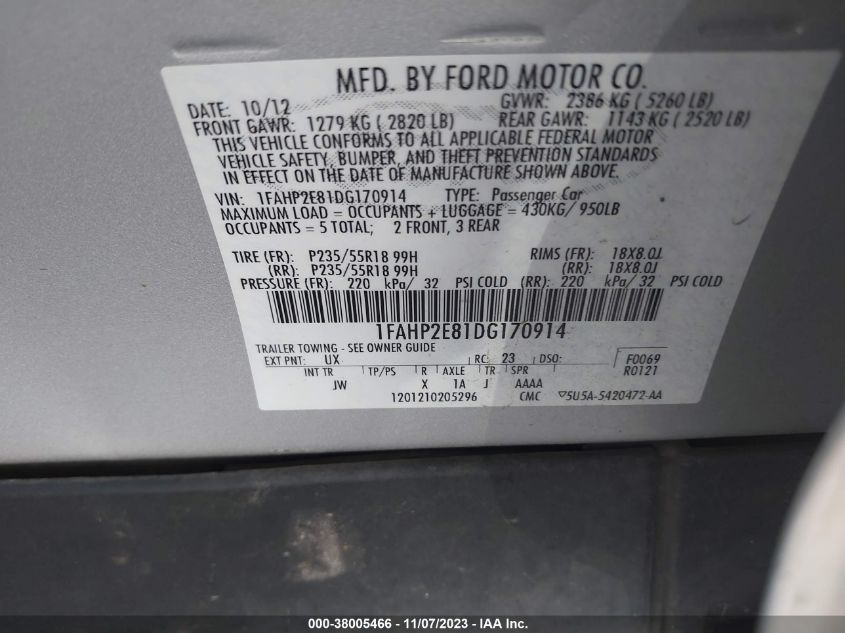 MFD. BY FORD MOTOR CO.
DATE: 10/12 GVWR: 2386 KG ( 5260 LB)
FRONT GAWR: 1279 KG ( 2820 LB) REAR GAWR: 1143 KG ( 2520 LB)
THIS VEHICLE CONFORMS TO ALL APPLICABLE FEDERAL MOTOR
VEHICLE SAFETY, BUMPER, AND THEFT PREVENTION STANDARDS
IN EFFECT ON THE DATE OF MANUFACTURE SHOWN ABOVE.
VIN: 1FAHP2E81DG170914 TYPE: Passenger Car
MAXIMUM LOAD = OCCUPANTS + LUGGAGE = 430KG/ 950LB
OCCUPANTS = 5 TOTAL; 2 FRONT, 3 REAR
TIRE (FR): P235/55R18 99H RIMS (FR): 18X8.0J
(RR): P235/55R18 99H (RR): 18X8.0J
PRESSURE (FR): 220 kPa/ 32 PSI COLD (RR): 220 kPa/ 32 PSI COLD
1FAHP2E81DG170914
TRAILER TOWING - SEE OWNER GUIDE
EXT PNT: UX RC: 23 DSO: F0069
INT TR TP/PS R AXLE TR SPR R0121
JW X 1A J AAAA
1201210205296 CMC 5U5A-5420472-AA
000-38005466 - 11/07/2023 - IAA Inc.